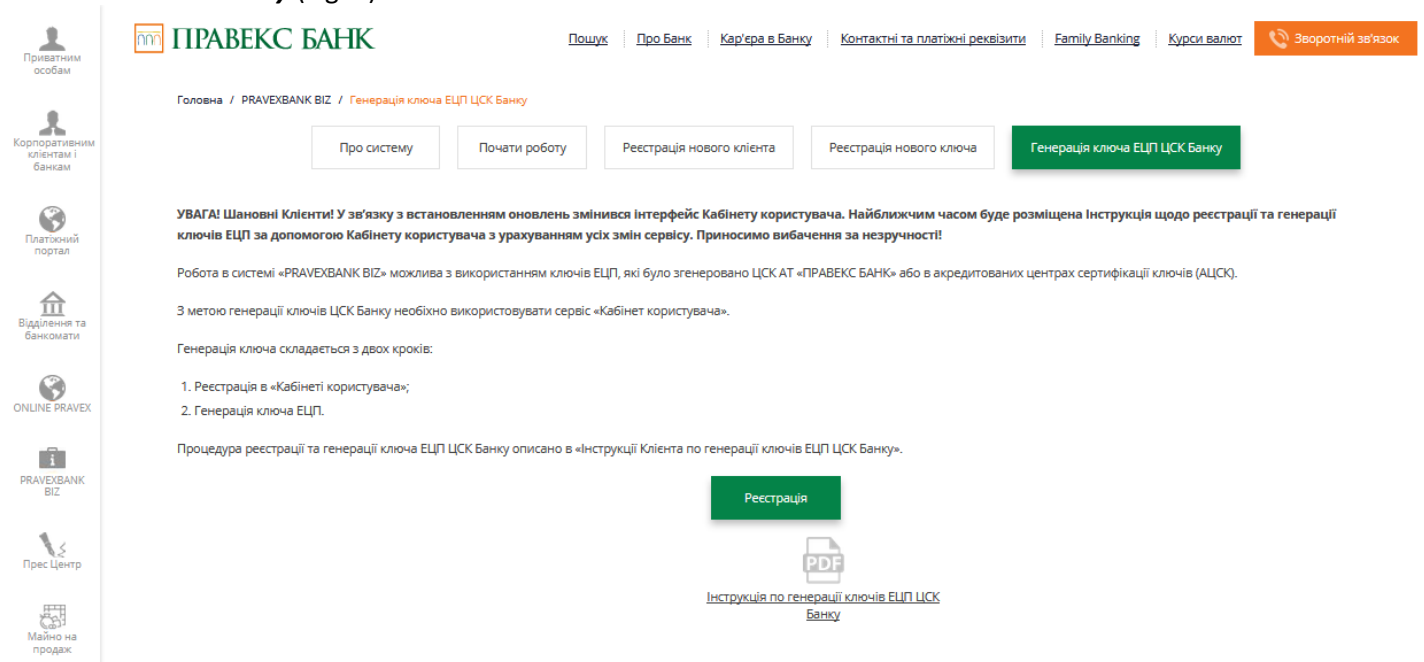 ПРАВЕКС БАНК
Пошук Про Банк Кар'єра в Банку Контактні та платіжні реквізити Family Banking Курси валют Зворотній зв'язок
Приватним
особам
Корпоративним
клієнтам і
банкам
Платіжний
портал
Відділення та
банкомати
ONLINE PRAVEX
PRAVEXBANK
BIZ
Прес Центр
Майно на
продаж
Головна / PRAVEXBANK BIZ / Генерація ключа ЕЦП ЦСК Банку
Про систему Почати роботу Реєстрація нового клієнта Реєстрація нового ключа Генерація ключа ЕЦП ЦСК Банку
УВАГА! Шановні Клієнти! У зв’язку з встановленням оновлень змінився інтерфейс Кабінету користувача. Найближчим часом буде розміщена Інструкція щодо реєстрації та генерації
ключів ЕЦП за допомогою Кабінету користувача з урахуванням усіх змін сервісу. Приносимо вибачення за незручності!
Робота в системі «PRAVEXBANK BIZ» можлива з використанням ключів ЕЦП, які було згенеровано ЦСК АТ «ПРАВЕКС БАНК» або в акредитованих центрах сертифікації ключів (АЦСК).
З метою генерації ключів ЦСК Банку необхіно використовувати сервіс «Кабінет користувача».
Генерація ключа складається з двох кроків:
1. Реєстрація в «Кабінеті користувача»;
2. Генерація ключа ЕЦП.
Процедура реєстрації та генерації ключа ЕЦП ЦСК Банку описано в «Інструкції Клієнта по генерації ключів ЕЦП ЦСК Банку».
Реєстрація
PDF
Інструкція по генерації ключів ЕЦП ЦСК
Банку